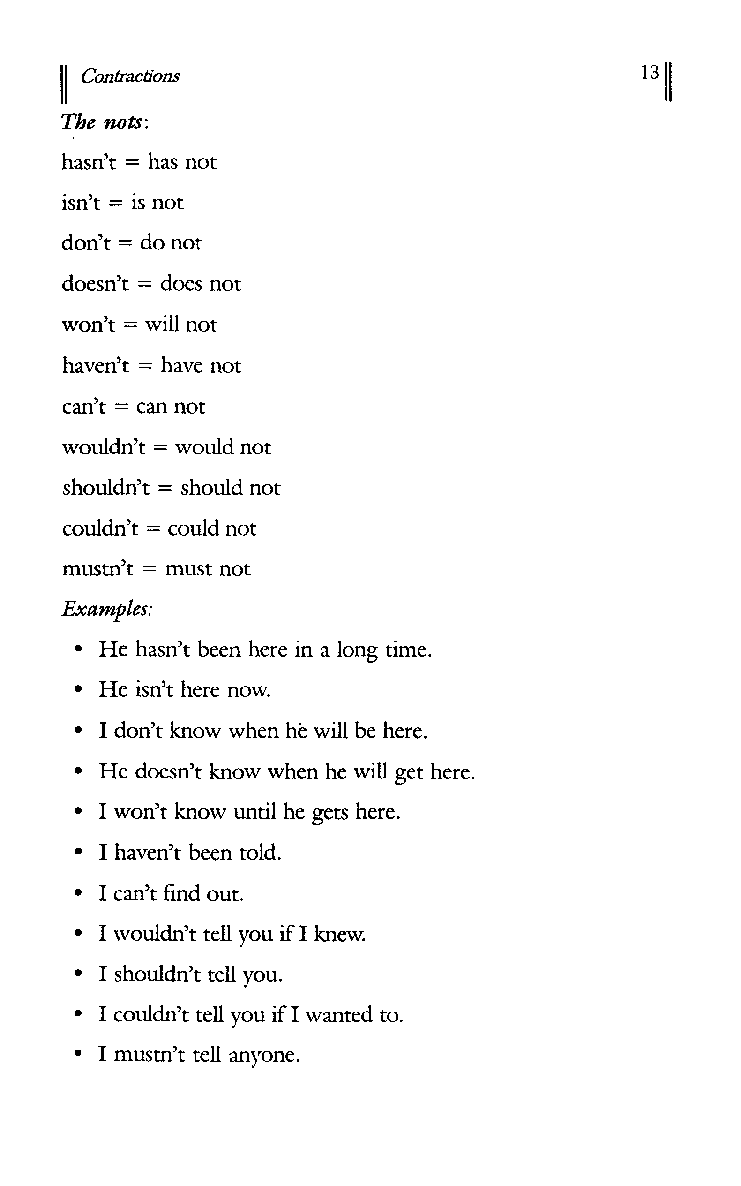 Contractions 13
The nots:
hasn't = has not
isn't = is not
don't = do not
doesn't = does not
won't = will not
haven't = have not
can't = can not
wouldn't = would not
shouldn't = should not
couldn't = could not
mustn't = must not
Examples:
• He hasn't been here in a long time.
• He isn't here now.
• I don't know when he will be here.
• He doesn't know when he will get here.
• I won't know until he gets here.
• I haven't been told.
• I can't find out.
• I wouldn't tell you if I knew.
• I shouldn't tell you.
• I couldn't tell you if I wanted to.
• I mustn't tell anyone.